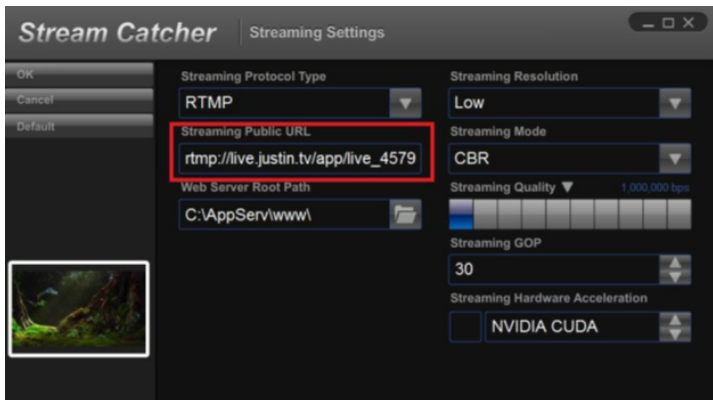 Stream Catcher
Streaming Settings
OK
Cancel
Default
Streaming Protocol Type
RTMP
Streaming Public URL
rtmp://live.justin.tv/app/live_4579
Web Server Root Path
C:\AppServ\www\
Streaming Resolution
Low
Streaming Mode
CBR
Streaming Quality ▼ 1,000,000 bps
Streaming GOP
30
Streaming Hardware Acceleration
NVIDIA CUDA